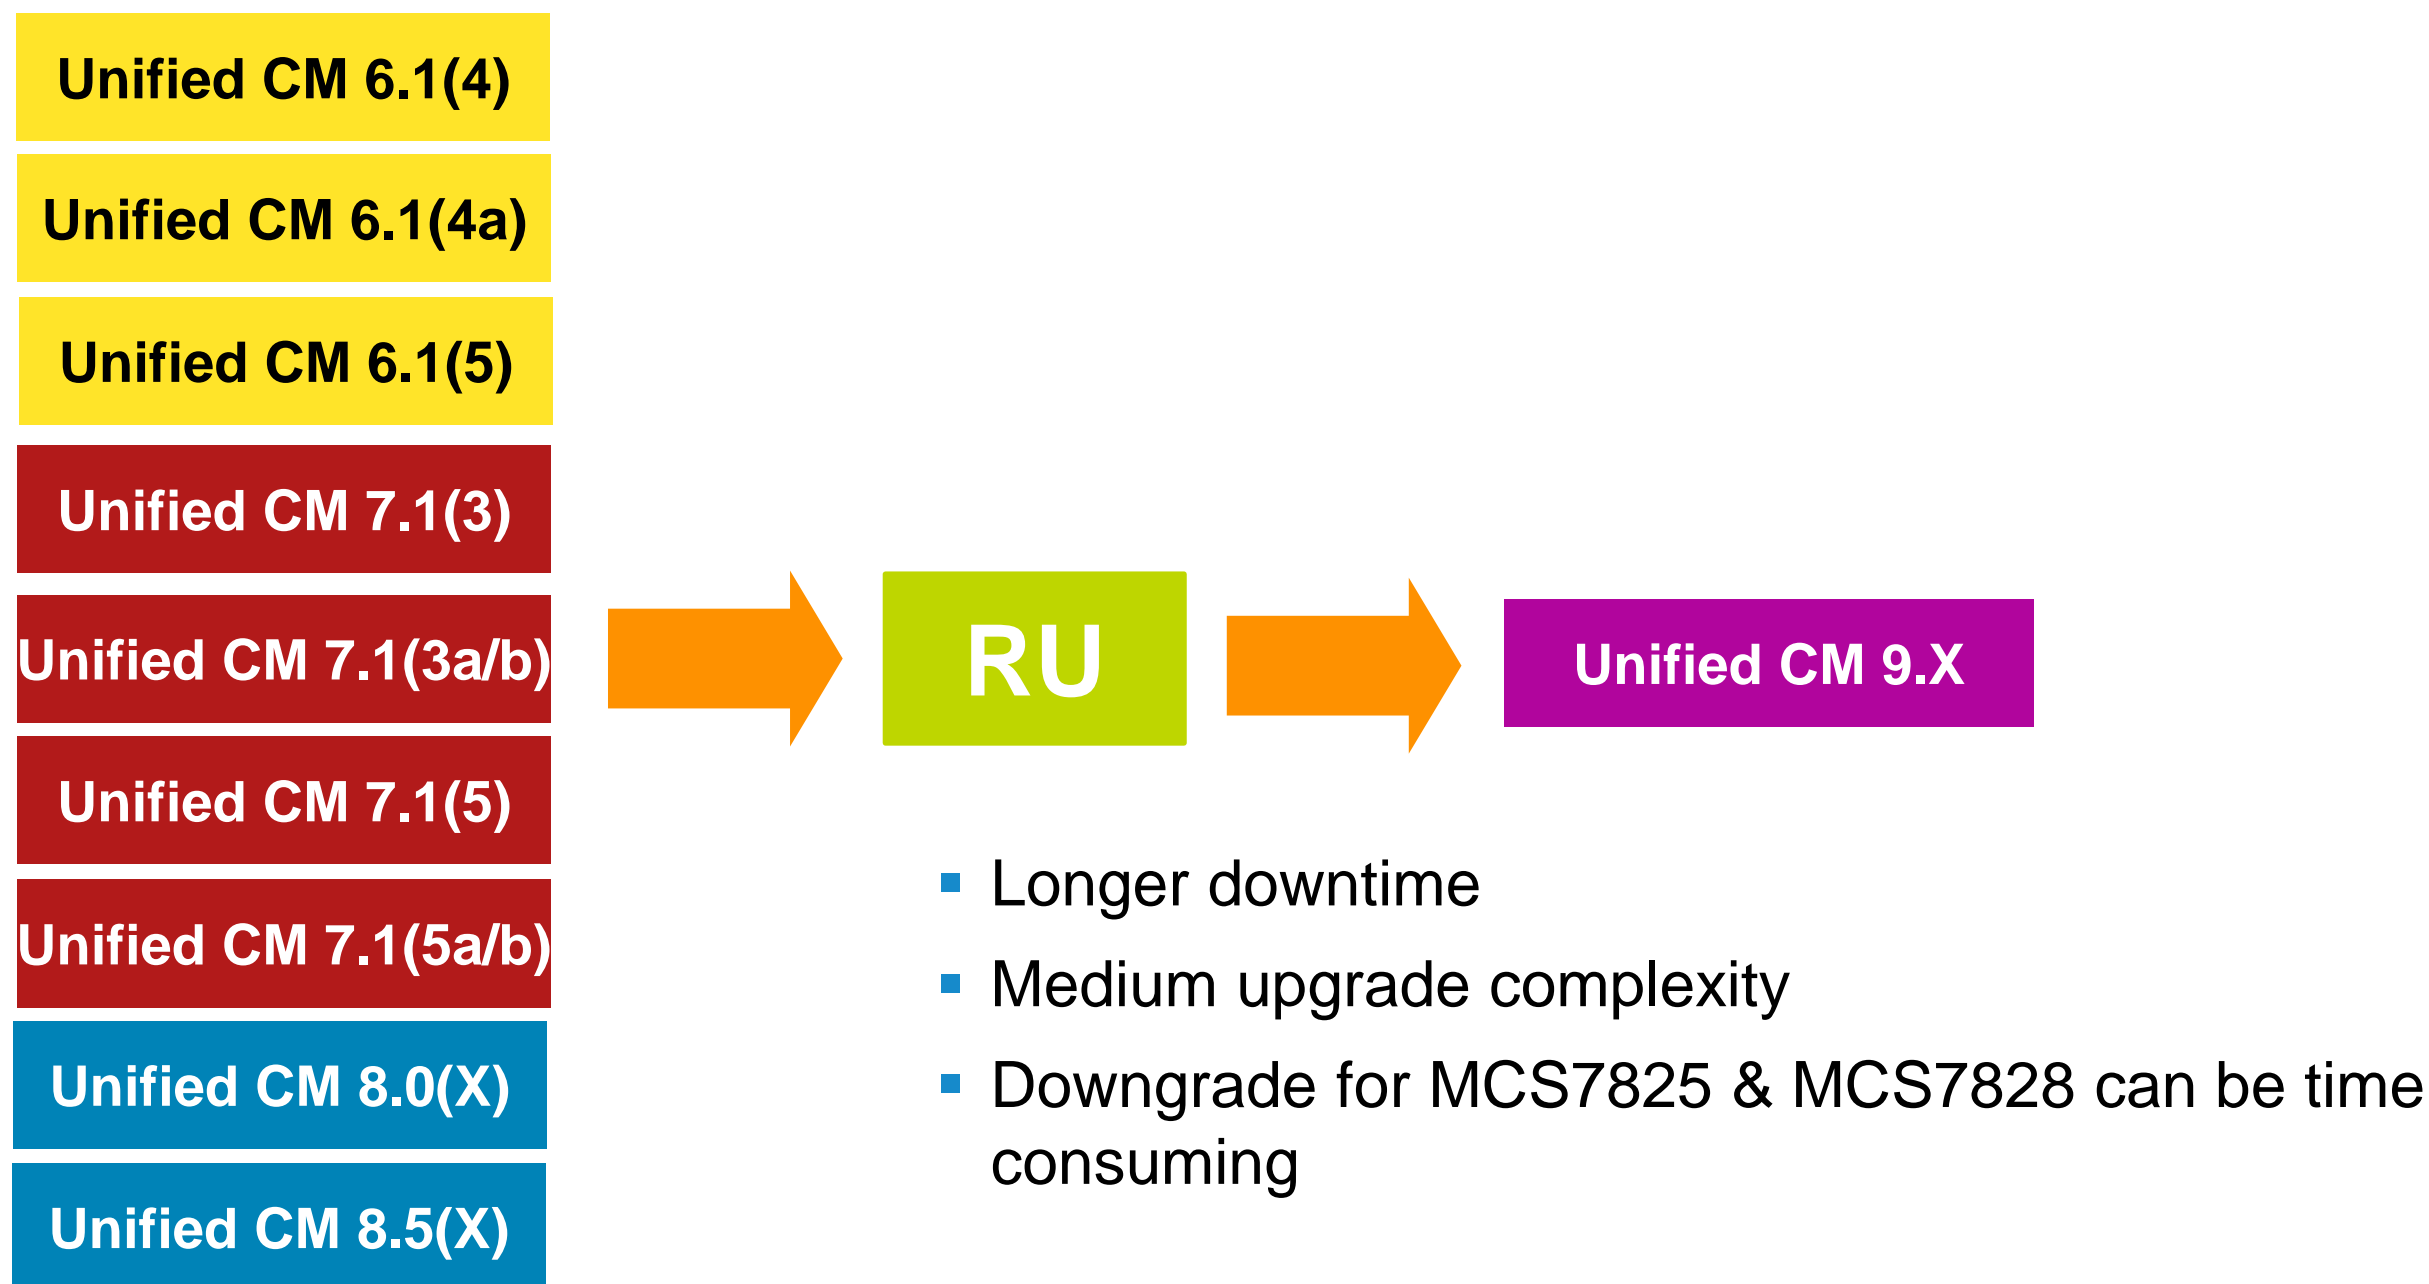 Unified CM 6.1(4)
Unified CM 6.1(4a)
Unified CM 6.1(5)
Unified CM 7.1(3)
Unified CM 7.1(3a/b)
Unified CM 7.1(5)
Unified CM 7.1(5a/b)
Unified CM 8.0(X)
Unified CM 8.5(X)
RU
Unified CM 9.X
Longer downtime
Medium upgrade complexity
Downgrade for MCS7825 & MCS7828 can be time
consuming